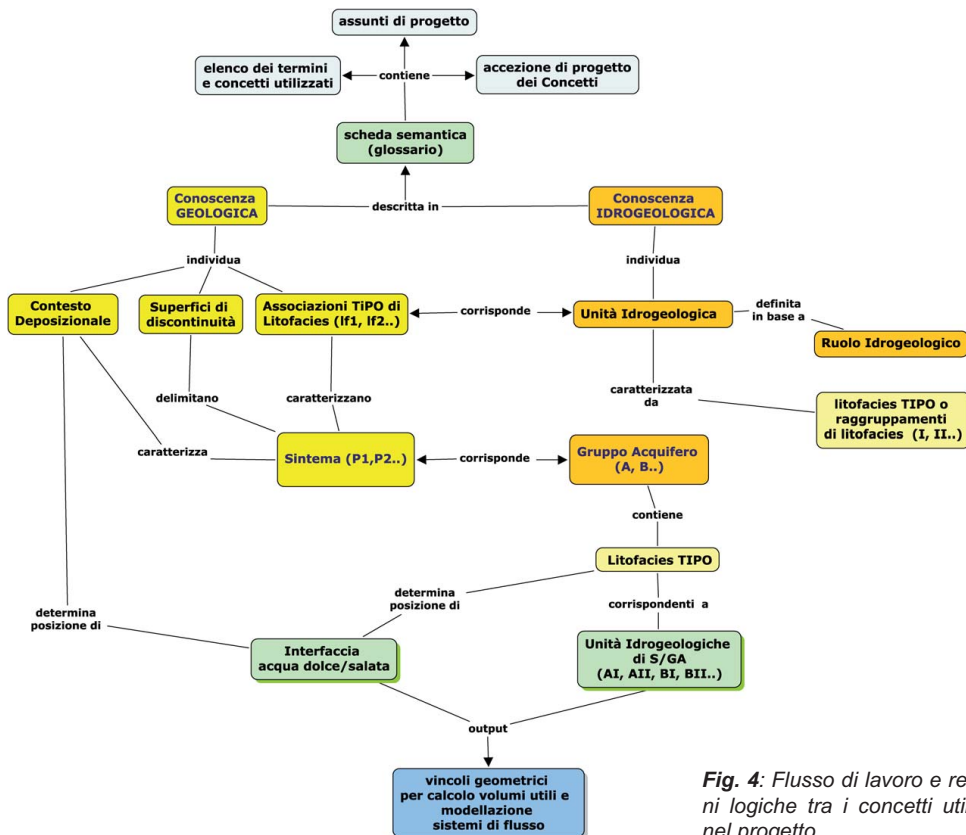 assunti di progetto
elenco dei termini
e concetti utilizzati
contiene
accezione di progetto
dei Concetti
scheda semantica
(glossario)
Conoscenza
GEOLOGICA
descritta in
Conoscenza
IDROGEOLOGICA
individua
individua
Contesto
Deposizionale
Superfici di
discontinuità
Associazioni TiPO di
Litofacies (lf1, lf2..)
corrisponde
Unità Idrogeologica
definita
in base a
Ruolo Idrogeologico
delimitano
caratterizzano
caratterizzata
da
litofacies TIPO o
raggruppamenti
di litofacies (I, II..)
caratterizza
Sintema (P1,P2..)
corrisponde
Gruppo Acquifero
(A, B..)
contiene
Litofacies TIPO
determina
posizione di
determina
posizione di
corrispondenti a
Interfaccia
acqua dolce/salata
Unità Idrogeologiche
di S/GA
(AI, AII, BI, BII..)
output
vincoli geometrici
per calcolo volumi utili e
modellazione
sistemi di flusso
Fig. 4: Flusso di lavoro e re
ni logiche tra i concetti util
nel progetto